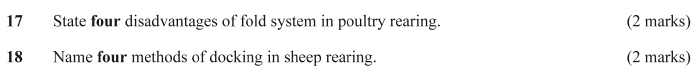 17 State four disadvantages of fold system in poultry rearing. (2 marks)
18 Name four methods of docking in sheep rearing. (2 marks)